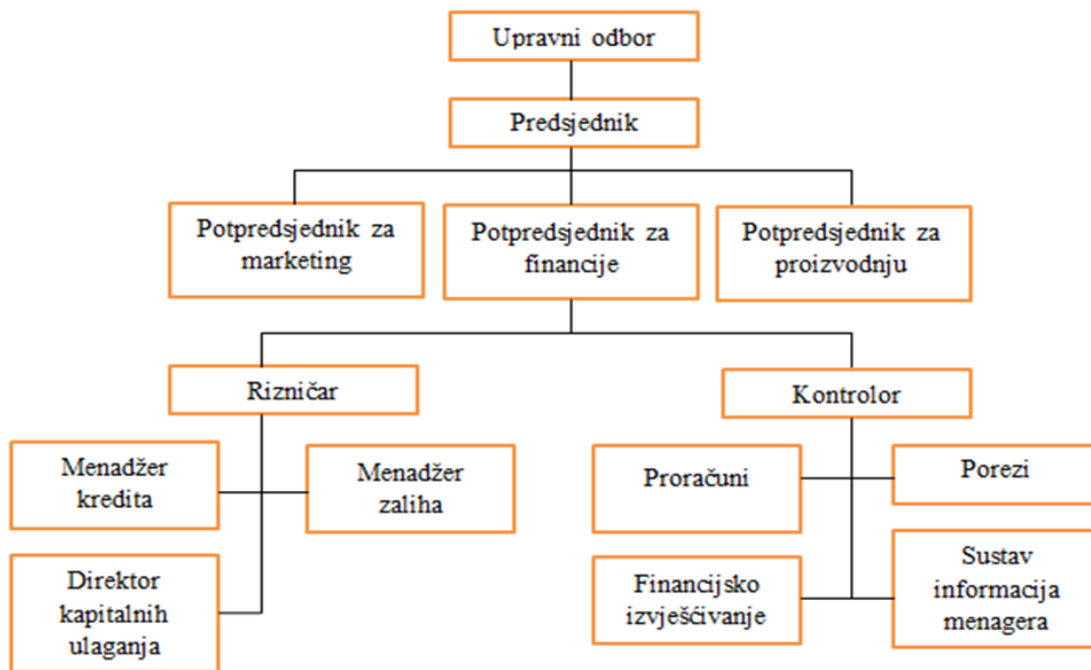 Upravni odbor
Predsjednik
Potpredsjednik za
marketing
Potpredsjednik za
financije
Potpredsjednik za
proizvodnju
Rizničar
Kontrolor
Menadžer
kredita
Menadžer
zaliha
Proračuni
Porezi
Direktor
kapitalnih
ulaganja
Financijsko
izvješćivanje
Sustav
informacija
menagera